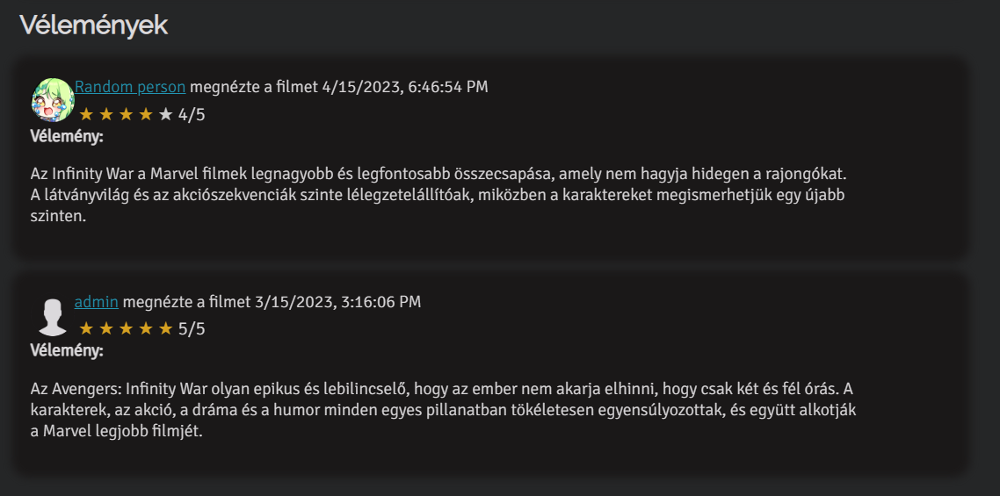 Vélemények
Random person megnézte a filmet 4/15/2023, 6:46:54 PM
★ ★ ★ ★ ★ 4/5
Vélemény:
Az Infinity War a Marvel filmek legnagyobb és legfontosabb összecsapása, amely nem hagyja hidegen a rajongókat.
A látványvilág és az akciószekvenciák szinte lélegzetelállítóak, miközben a karaktereket megismerhetjük egy újabb
szinten.
admin megnézte a filmet 3/15/2023, 3:16:06 PM
★ ★ ★ ★ ★ 5/5
Vélemény:
Az Avengers: Infinity War olyan epikus és lebilincselő, hogy az ember nem akarja elhinni, hogy csak két és fél órás. A
karakterek, az akció, a dráma és a humor minden egyes pillanatban tökéletesen egyensúlyozottak, és együtt alkotják
a Marvel legjobb filmjét.